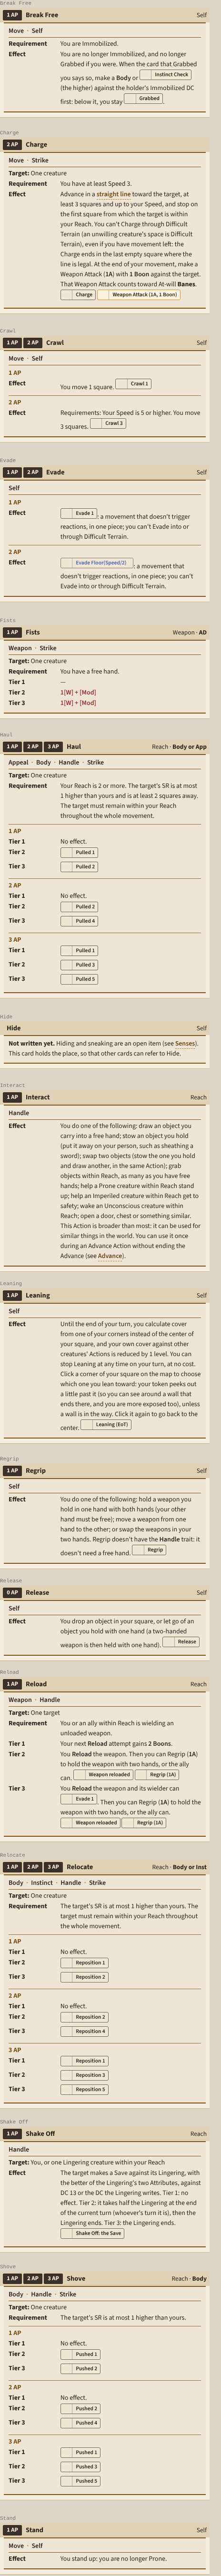 Break Free
1 AP Break Free Self
Move · Self
Requirement You are Immobilized.
Effect You are no longer Immobilized, and no longer
Grabbed if you were. When the card that Grabbed
you says so, make a Body or Instinct Check
(the higher) against the holder's Immobilized DC
first: below it, you stay Grabbed
Charge
2 AP Charge
Move · Strike
Target: One creature
Requirement You have at least Speed 3.
Effect Advance in a straight line toward the target, at
least 3 squares and up to your Speed, and stop on
the first square from which the target is within
your Reach. You can't Charge through Difficult
Terrain (an unwilling creature's space is Difficult
Terrain), even if you have movement left: the
Charge ends in the last empty square where the
line is legal. At the end of your movement, make a
Weapon Attack (1A) with 1 Boon against the target.
That Weapon Attack counts toward At-will Banes.
Charge Weapon Attack (1A, 1 Boon)
Crawl
1 AP 2 AP Crawl Self
Move · Self
1 AP
Effect You move 1 square. Crawl 1
2 AP
Effect Requirements: Your Speed is 5 or higher. You move
3 squares. Crawl 3
Evade
1 AP 2 AP Evade Self
Self
1 AP
Effect Evade 1 : a movement that doesn't trigger
reactions, in one piece; you can't Evade into or
through Difficult Terrain.
2 AP
Effect Evade Floor(Speed/2) : a movement that
doesn't trigger reactions, in one piece; you can't
Evade into or through Difficult Terrain.
Fists
1 AP Fists Weapon · AD
Weapon · Strike
Target: One creature
Requirement You have a free hand.
Tier 1 —
Tier 2 1[W] + [Mod]
Tier 3 1[W] + [Mod]
Haul
1 AP 2 AP 3 AP Haul Reach · Body or App
Appeal · Body · Handle · Strike
Target: One creature
Requirement Your Reach is 2 or more. The target's SR is at most
1 higher than yours and is at least 2 squares away.
The target must remain within your Reach
throughout the whole movement.
1 AP
Tier 1 No effect.
Tier 2 Pulled 1
Tier 3 Pulled 2
2 AP
Tier 1 No effect.
Tier 2 Pulled 2
Tier 3 Pulled 4
3 AP
Tier 1 Pulled 1
Tier 2 Pulled 3
Tier 3 Pulled 5
Hide
Hide Self
Not written yet. Hiding and sneaking are an open item (see Senses).
This card holds the place, so that other cards can refer to Hide.
Interact
1 AP Interact Reach
Handle
Effect You do one of the following: draw an object you
carry into a free hand; stow an object you hold
(put it away on your person, such as sheathing a
sword); swap two objects (stow the one you hold
and draw another, in the same Action); grab
objects within Reach, as many as you have free
hands; help a Prone creature within Reach stand
up; help an Imperiled creature within Reach get to
safety; wake an Unconscious creature within
Reach; open a door, chest or something similar.
This Action is broader than most: it can be used for
similar things to the above. You can use it once
during an Advance Action without ending the
Advance (see Advance).
Leaning
1 AP Leaning Self
Self
Effect Until the end of your turn, you calculate cover
from one of your corners instead of the center of
your square, and your own cover against other
creatures' Actions is reduced by 1 level. You can
stop Leaning at any time on your turn, at no cost.
Click a corner of your square on the map to choose
which one you lean toward: your token peeks out
a little past it (so you can see around a wall that
ends there, and you are more exposed too), unless
a wall is in the way. Click it again to go back to the
center. Leaning (EoT)
Regrip
1 AP Regrip Self
Self
Effect You do one of the following: hold a weapon you
hold in one hand with both hands (your other
hand must be free); move a weapon from one
hand to the other; or swap the weapons in your
two hands. Regrip doesn't have the Handle trait: it
doesn't need a free hand. Regrip
Release
0 AP Release Self
Self
Effect You drop an object in your square, or let go of an
object you hold with one hand (a two-handed
weapon is then held with one hand). Release
Reload
1 AP Reload Reach
Weapon · Handle
Target: One target
Requirement You or an ally within Reach is wielding an
unloaded weapon.
Tier 1 Your next Reload attempt gains 2 Boons.
Tier 2 You Reload the weapon. Then you can Regrip (1A)
to hold the weapon with two hands, or the ally
can. Weapon reloaded Regrip (1A)
Tier 3 You Reload the weapon and its wielder can
Evade 1 . Then you can Regrip (1A) to hold the
weapon with two hands, or the ally can.
Weapon reloaded Regrip (1A)
Relocate
1 AP 2 AP 3 AP Relocate Reach · Body or Inst
Body · Instinct · Handle · Strike
Target: One creature
Requirement The target's SR is at most 1 higher than yours. The
target must remain within your Reach throughout
the whole movement.
1 AP
Tier 1 No effect.
Tier 2 Reposition 1
Tier 3 Reposition 2
2 AP
Tier 1 No effect.
Tier 2 Reposition 2
Tier 3 Reposition 4
3 AP
Tier 1 Reposition 1
Tier 2 Reposition 3
Tier 3 Reposition 5
Shake Off
1 AP Shake Off Reach
Handle
Target: You, or one Lingering creature within your Reach
Effect The target makes a Save against its Lingering, with
the better of the Lingering's two Attributes, against
DC 13 or the DC the Lingering writes. Tier 1: no
effect. Tier 2: it takes half the Lingering at the end
of the current turn (whoever's turn it is), then the
Lingering ends. Tier 3: the Lingering ends.
Shake Off: the Save
Shove
1 AP 2 AP 3 AP Shove Reach · Body
Body · Handle · Strike
Target: One creature
Requirement The target's SR is at most 1 higher than yours.
1 AP
Tier 1 No effect.
Tier 2 Pushed 1
Tier 3 Pushed 2
2 AP
Tier 1 No effect.
Tier 2 Pushed 2
Tier 3 Pushed 4
3 AP
Tier 1 Pushed 1
Tier 2 Pushed 3
Tier 3 Pushed 5
Stand
1 AP Stand Self
Move · Self
Effect You stand up: you are no longer Prone.